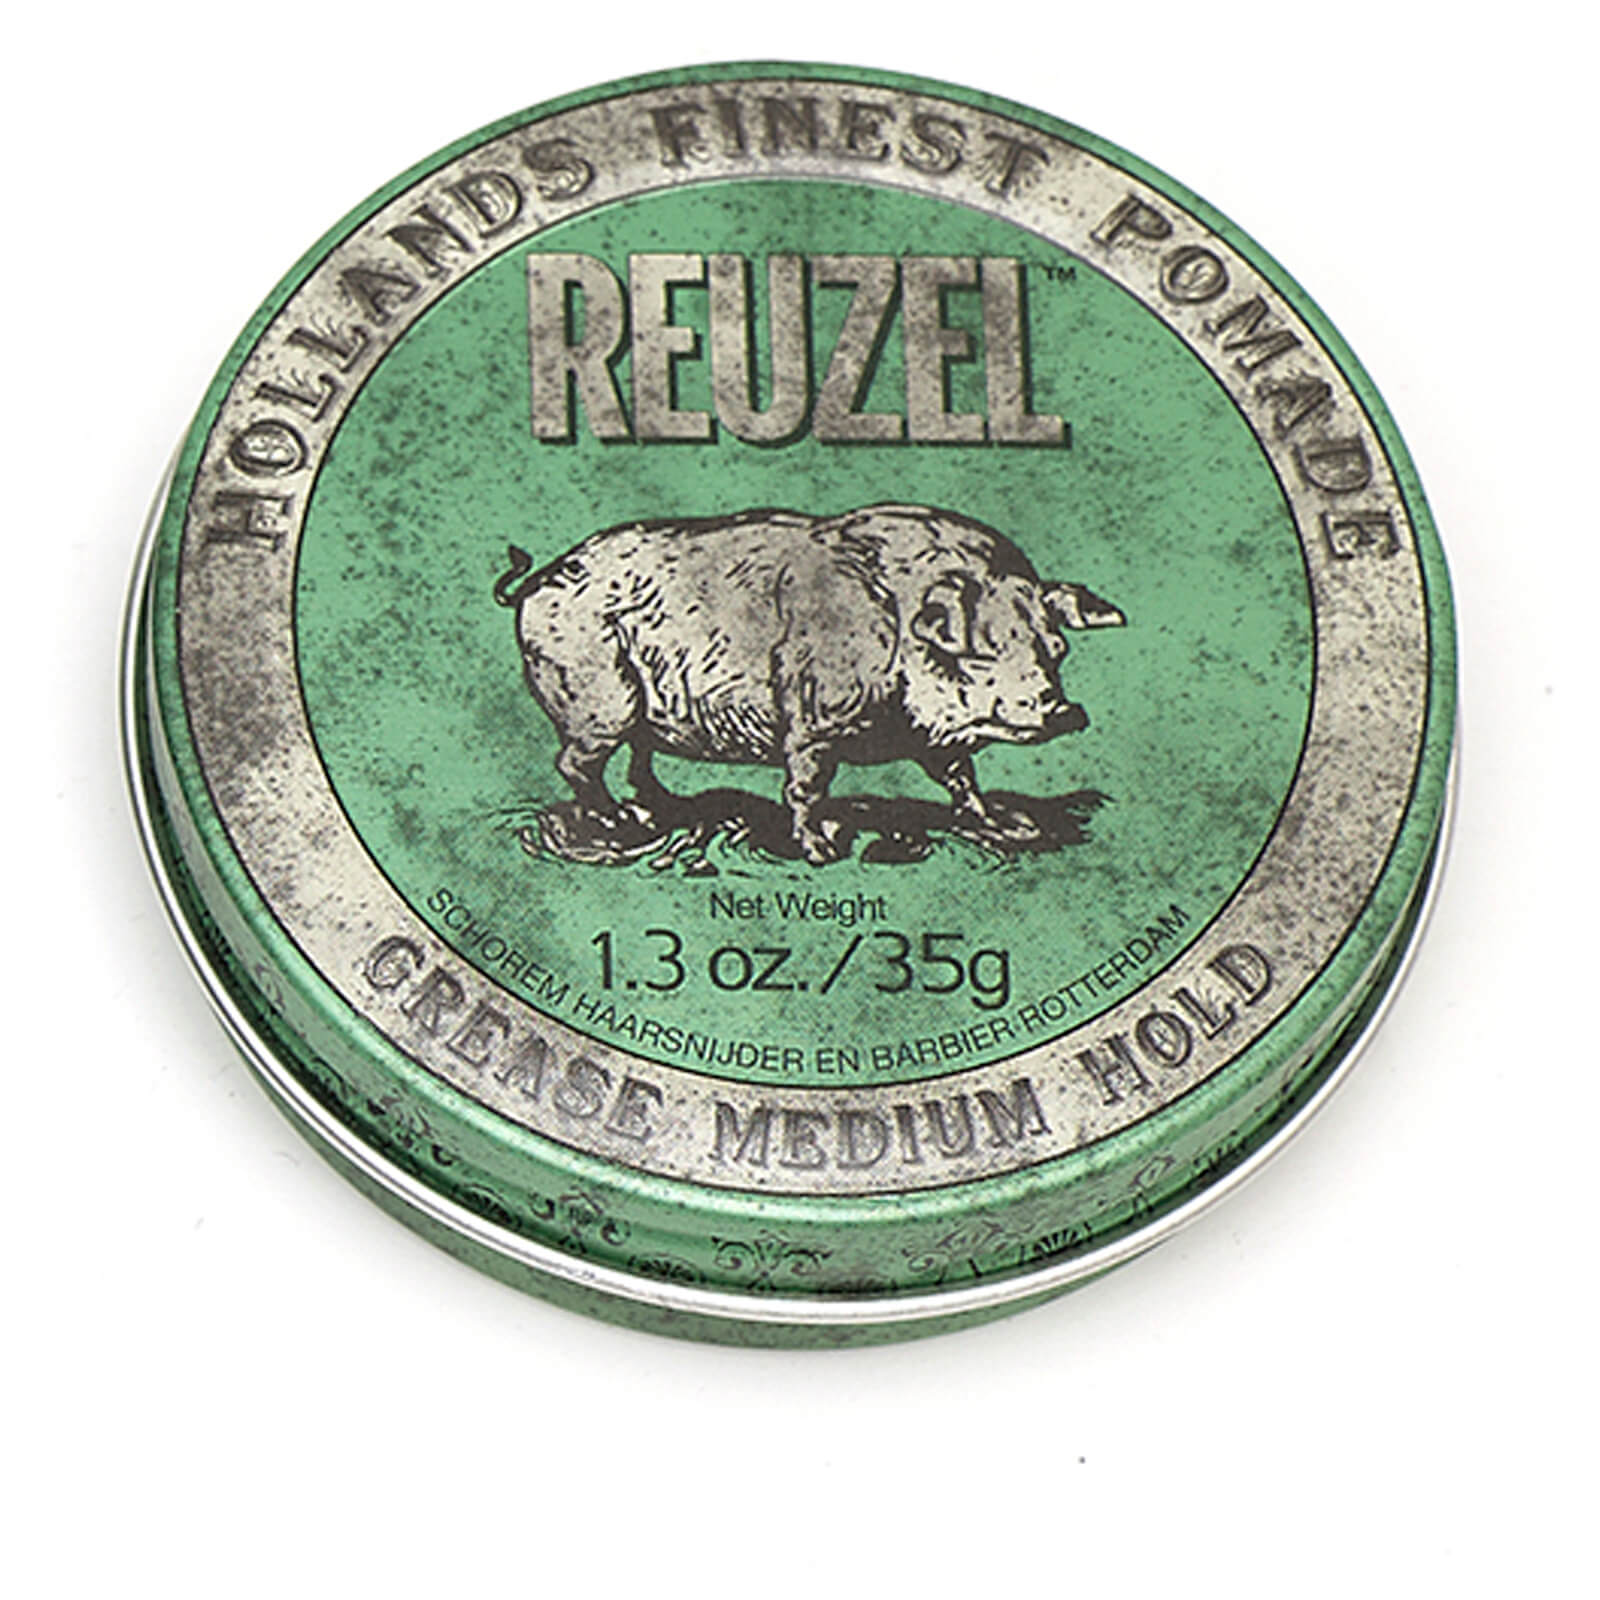 HOLLANDS FINEST POMADE
REUZEL™
Net Weight
1.3 oz./35g
SCHOREM HAARSNIJDER EN BARBIER ROTTERDAM
GREASE MEDIUM HOLD